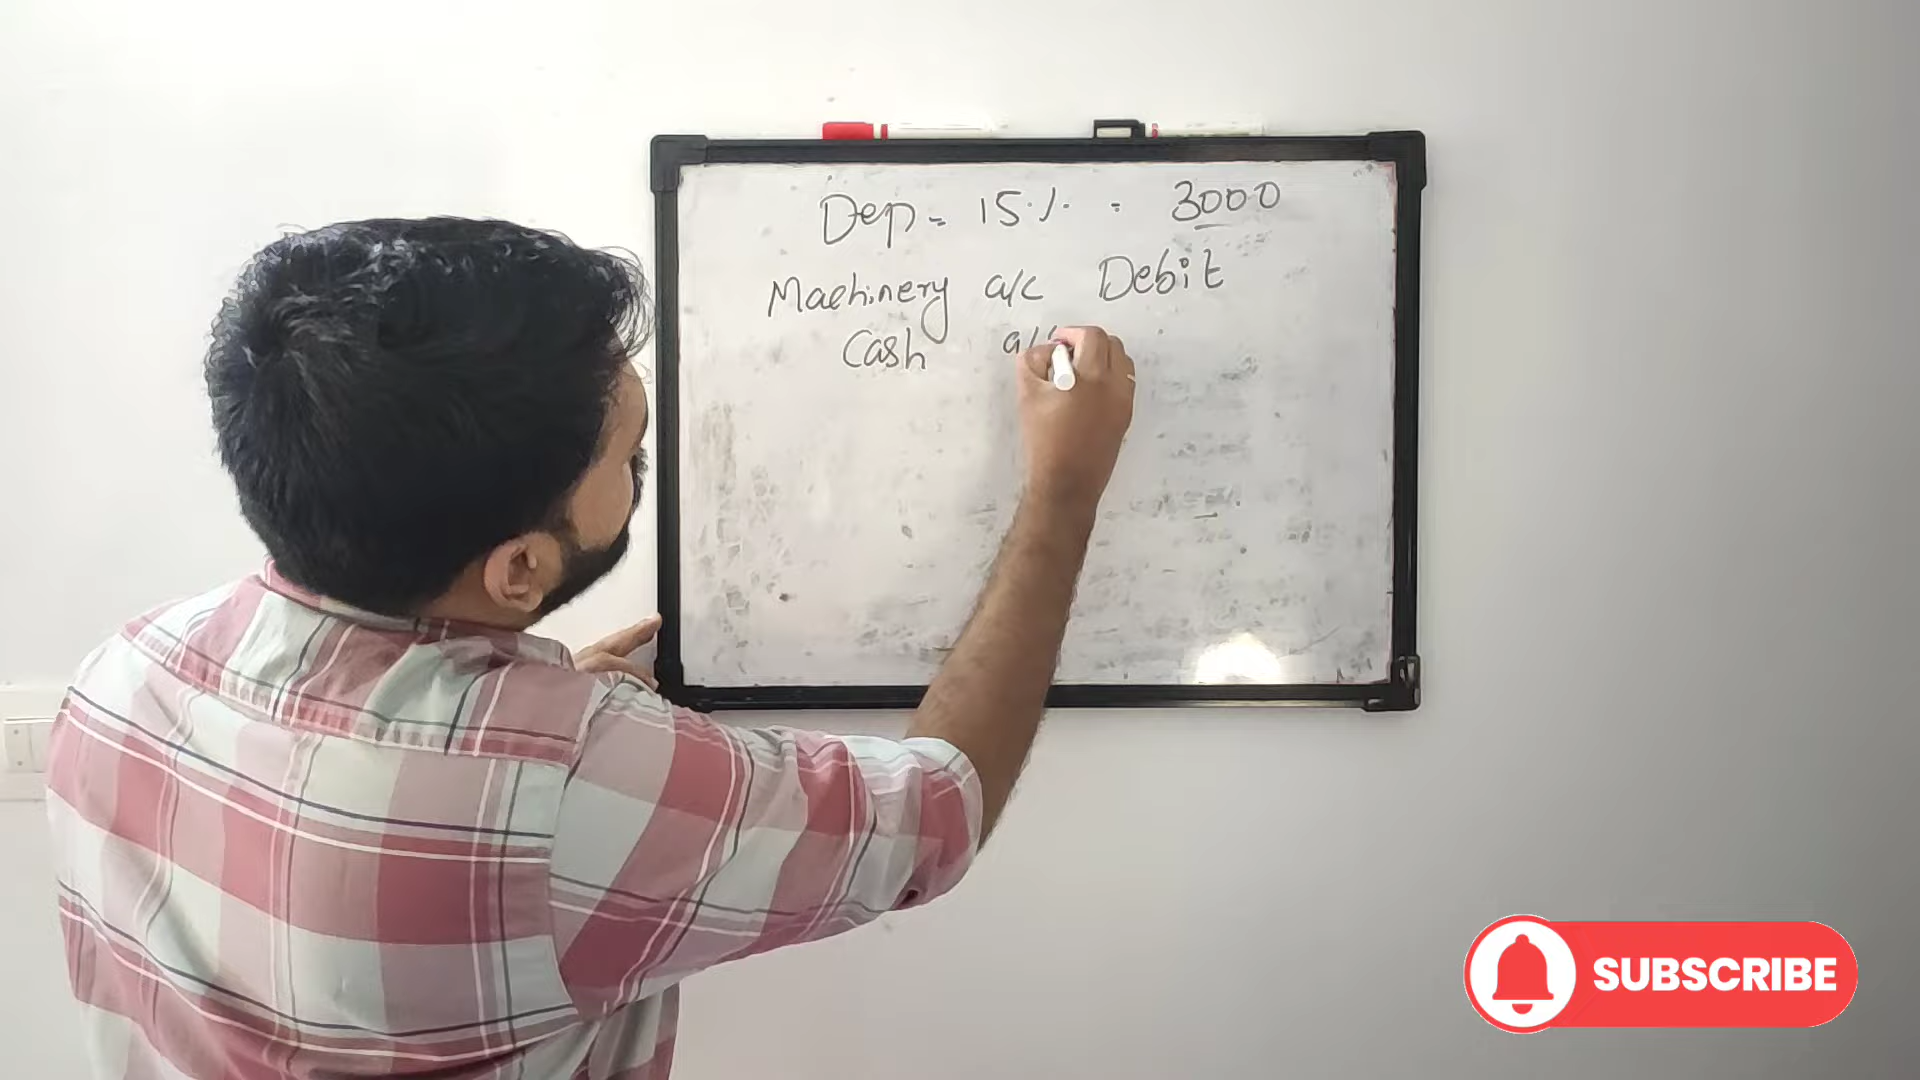 Dep = 15% = 3000
Machinery a/c Debit
Cash a/c
SUBSCRIBE